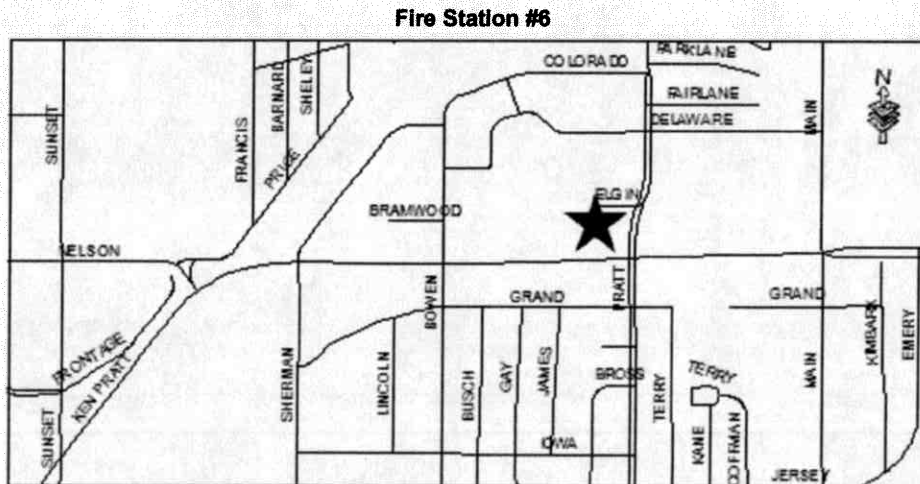 Fire Station #6
PARKLANE
COLORADO
SUNSET
FRANCIS
BARNARD
SHELEY
PRICE
FAIRLANE
DELAWARE
MAIN
N
ELGIN
BRAMWOOD
NELSON
BOWEN
PRATT
GRAND
GRAND
KIMBARK
EMERY
FRONTAGE
KEN PRATT
SHERMAN
LINCOLN
BUSCH
GAY
JAMES
BROSS
TERRY
TERRY
MAIN
SUNSET
IOWA
KANE
COFFMAN
JERSEY